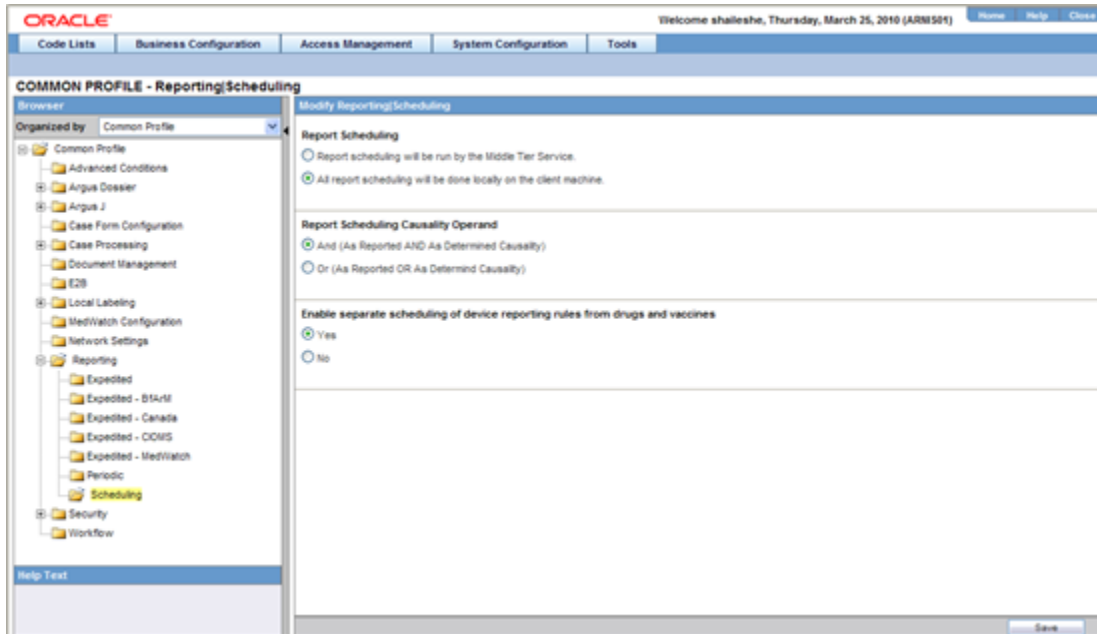 ORACLE
Welcome shaileshe, Thursday, March 25, 2010 (ARMIS01)
Home Help Close
Code Lists Business Configuration Access Management System Configuration Tools
COMMON PROFILE - Reporting|Scheduling
Browser
Organized by Common Profile
Common Profile
Advanced Conditions
Argus Dossier
Argus J
Case Form Configuration
Case Processing
Document Management
E2B
Local Labeling
MedWatch Configuration
Network Settings
Reporting
Expedited
Expedited - BfArM
Expedited - Canada
Expedited - CIOMS
Expedited - MedWatch
Periodic
Scheduling
Security
Workflow
Help Text
Modify Reporting|Scheduling
Report Scheduling
Report scheduling will be run by the Middle Tier Service.
All report scheduling will be done locally on the client machine.
Report Scheduling Causality Operand
And (As Reported AND As Determined Causality)
Or (As Reported OR As Determind Causality)
Enable separate scheduling of device reporting rules from drugs and vaccines
Yes
No
Save